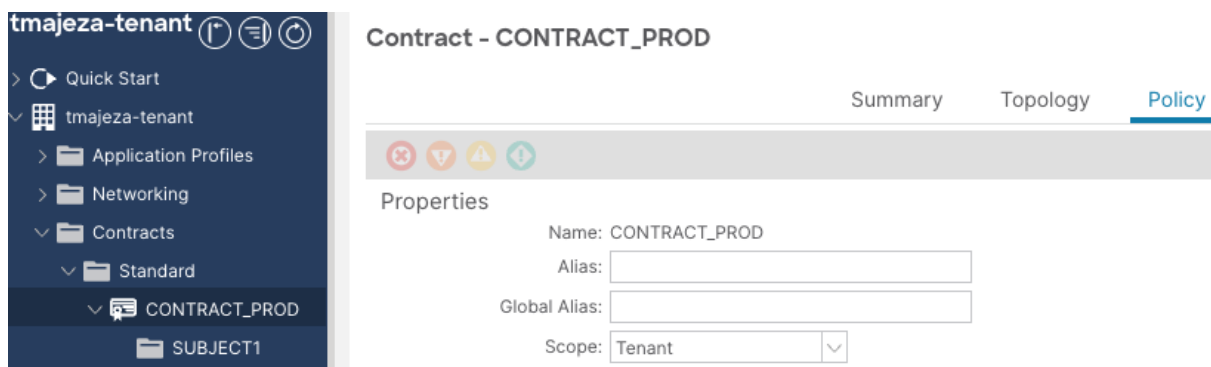 tmajeza-tenant
Quick Start
tmajeza-tenant
Application Profiles
Networking
Contracts
Standard
CONTRACT_PROD
SUBJECT1
Contract - CONTRACT_PROD
Summary Topology Policy
Properties
Name: CONTRACT_PROD
Alias:
Global Alias:
Scope: Tenant